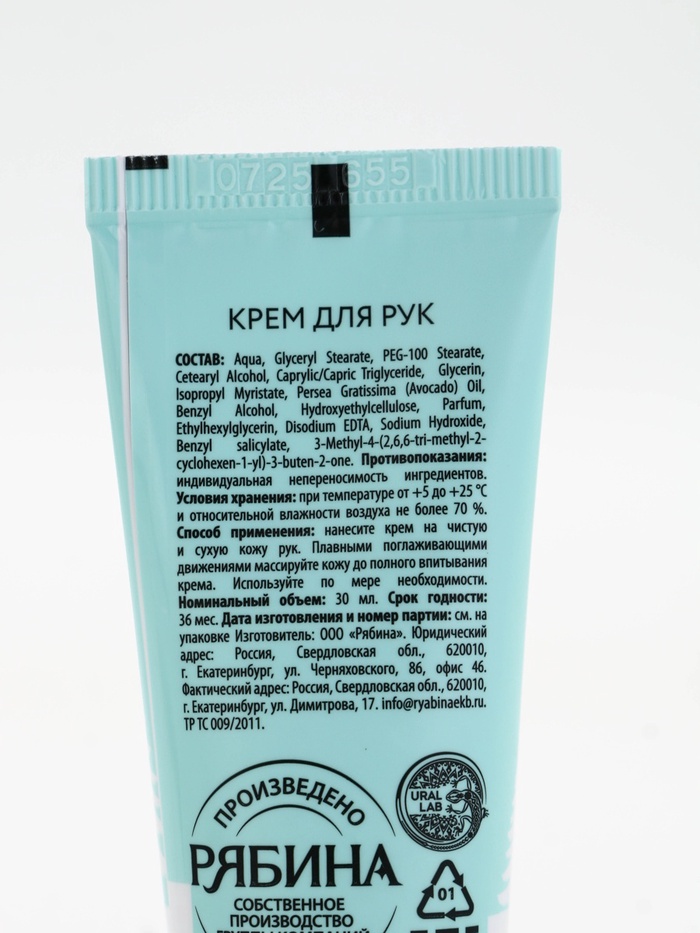 0725 655
КРЕМ ДЛЯ РУК
СОСТАВ: Aqua, Glyceryl Stearate, PEG-100 Stearate,
Cetearyl Alcohol, Caprylic/Capric Triglyceride, Glycerin,
Isopropyl Myristate, Persea Gratissima (Avocado) Oil,
Benzyl Alcohol, Hydroxyethylcellulose, Parfum,
Ethylhexylglycerin, Disodium EDTA, Sodium Hydroxide,
Benzyl salicylate, 3-Methyl-4-(2,6,6-tri-methyl-2-
cyclohexen-1-yl)-3-buten-2-one. Противопоказания:
индивидуальная непереносимость ингредиентов.
Условия хранения: при температуре от +5 до +25 °C
и относительной влажности воздуха не более 70 %.
Способ применения: нанесите крем на чистую
и сухую кожу рук. Плавными поглаживающими
движениями массируйте кожу до полного впитывания
крема. Используйте по мере необходимости.
Номинальный объем: 30 мл. Срок годности:
36 мес. Дата изготовления и номер партии: см. на
упаковке Изготовитель: ООО «Рябина». Юридический
адрес: Россия, Свердловская обл., 620010,
г. Екатеринбург, ул. Черняховского, 86, офис 46.
Фактический адрес: Россия, Свердловская обл., 620010,
г. Екатеринбург, ул. Димитрова, 17. info@ryabinaekb.ru.
ТР ТС 009/2011.
ПРОИЗВЕДЕНО
РЯБИНА
СОБСТВЕННОЕ
ПРОИЗВОДСТВО
URAL
LAB
01